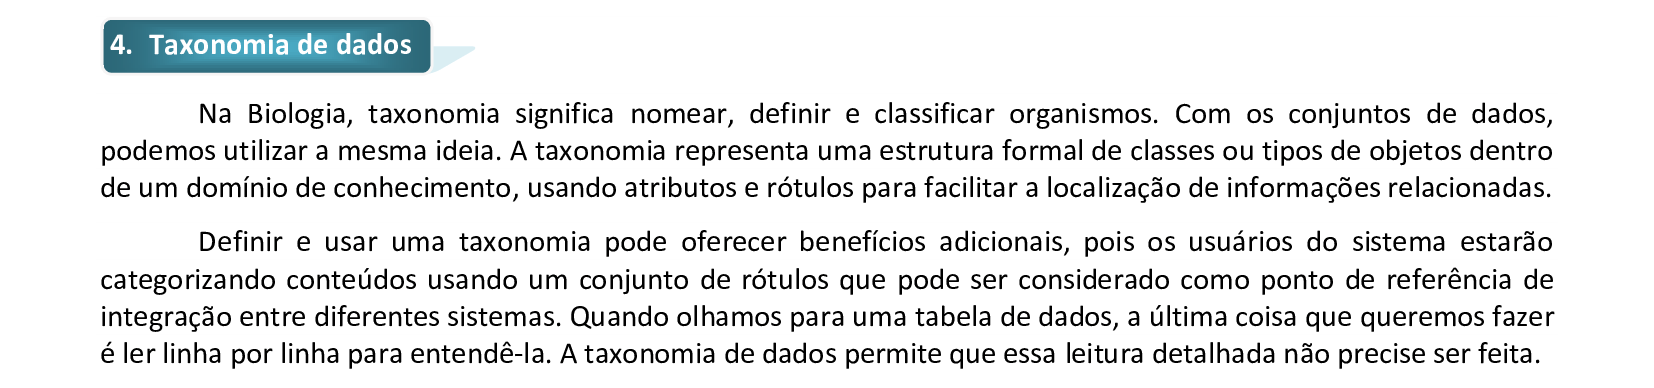 4. Taxonomia de dados
Na Biologia, taxonomia significa nomear, definir e classificar organismos. Com os conjuntos de dados,
podemos utilizar a mesma ideia. A taxonomia representa uma estrutura formal de classes ou tipos de objetos dentro
de um domínio de conhecimento, usando atributos e rótulos para facilitar a localização de informações relacionadas.
Definir e usar uma taxonomia pode oferecer benefícios adicionais, pois os usuários do sistema estarão
categorizando conteúdos usando um conjunto de rótulos que pode ser considerado como ponto de referência de
integração entre diferentes sistemas. Quando olhamos para uma tabela de dados, a última coisa que queremos fazer
é ler linha por linha para entendê-la. A taxonomia de dados permite que essa leitura detalhada não precise ser feita.